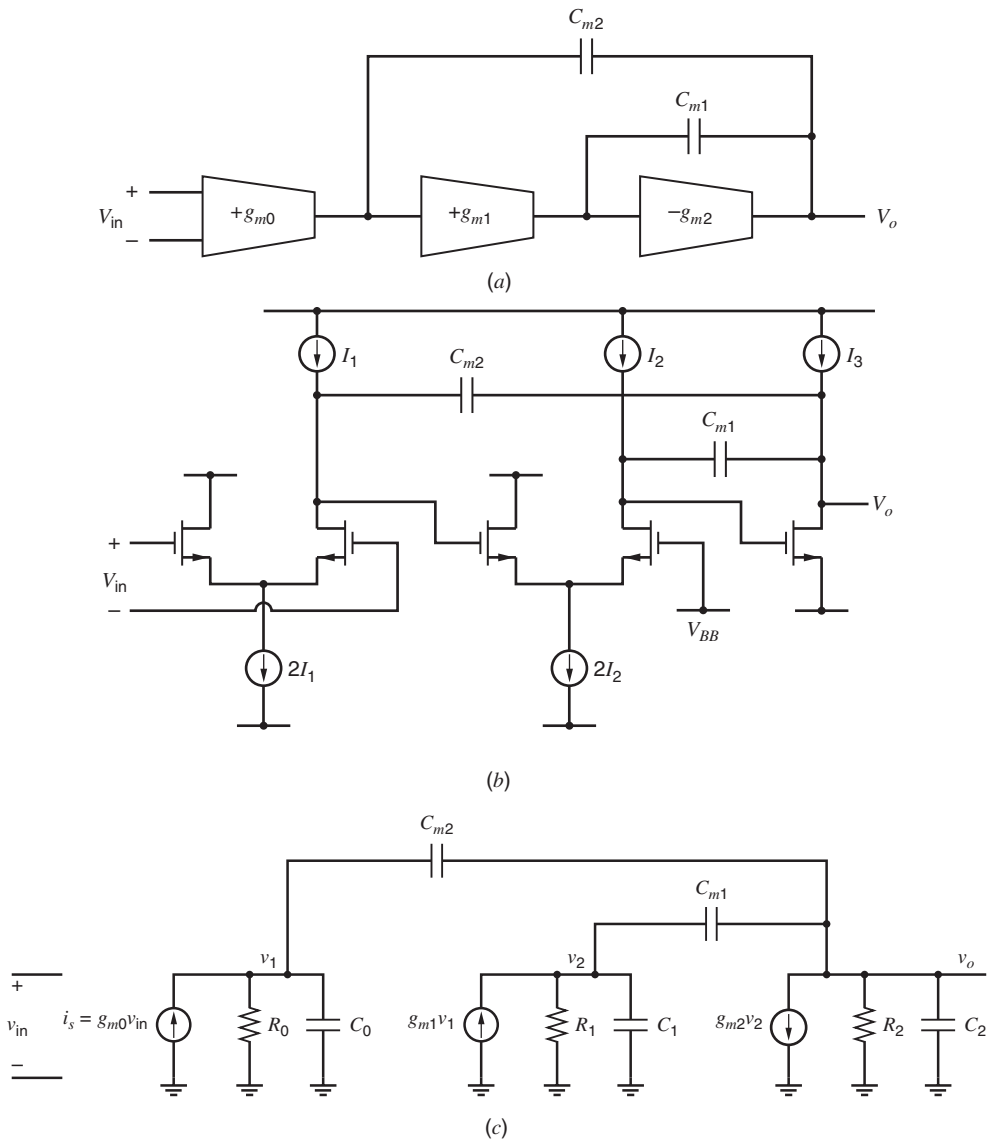 C_{m2}
C_{m1}
+
V_{in}
−
+g_{m0}
+g_{m1}
−g_{m2}
V_o
(a)
I_1
C_{m2}
I_2
I_3
C_{m1}
V_o
+
V_{in}
−
V_{BB}
2I_1
2I_2
(b)
C_{m2}
C_{m1}
v_1
v_2
v_o
+
v_{in}
−
i_s = g_{m0}v_{in}
R_0
C_0
g_{m1}v_1
R_1
C_1
g_{m2}v_2
R_2
C_2
(c)